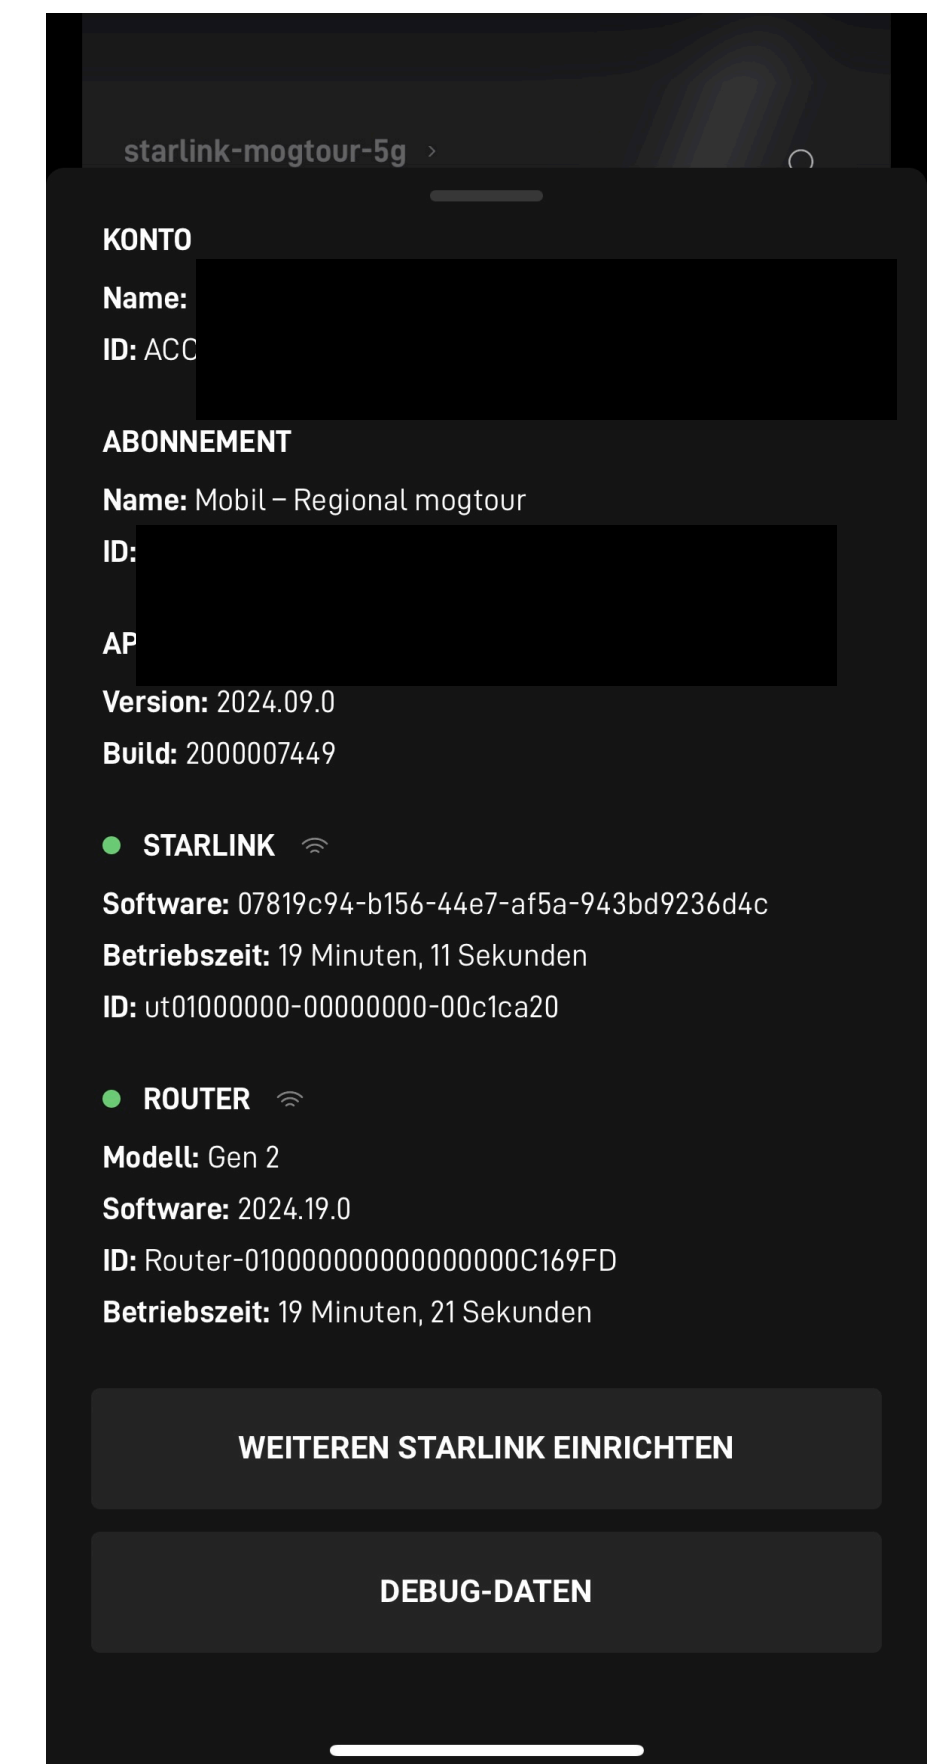 starlink-mogtour-5g
KONTO
Name:
ID: ACC
ABONNEMENT
Name: Mobil – Regional mogtour
ID:
AP
Version: 2024.09.0
Build: 2000007449
STARLINK
Software: 07819c94-b156-44e7-af5a-943bd9236d4c
Betriebszeit: 19 Minuten, 11 Sekunden
ID: ut01000000-00000000-00c1ca20
ROUTER
Modell: Gen 2
Software: 2024.19.0
ID: Router-010000000000000000C169FD
Betriebszeit: 19 Minuten, 21 Sekunden
WEITEREN STARLINK EINRICHTEN
DEBUG-DATEN